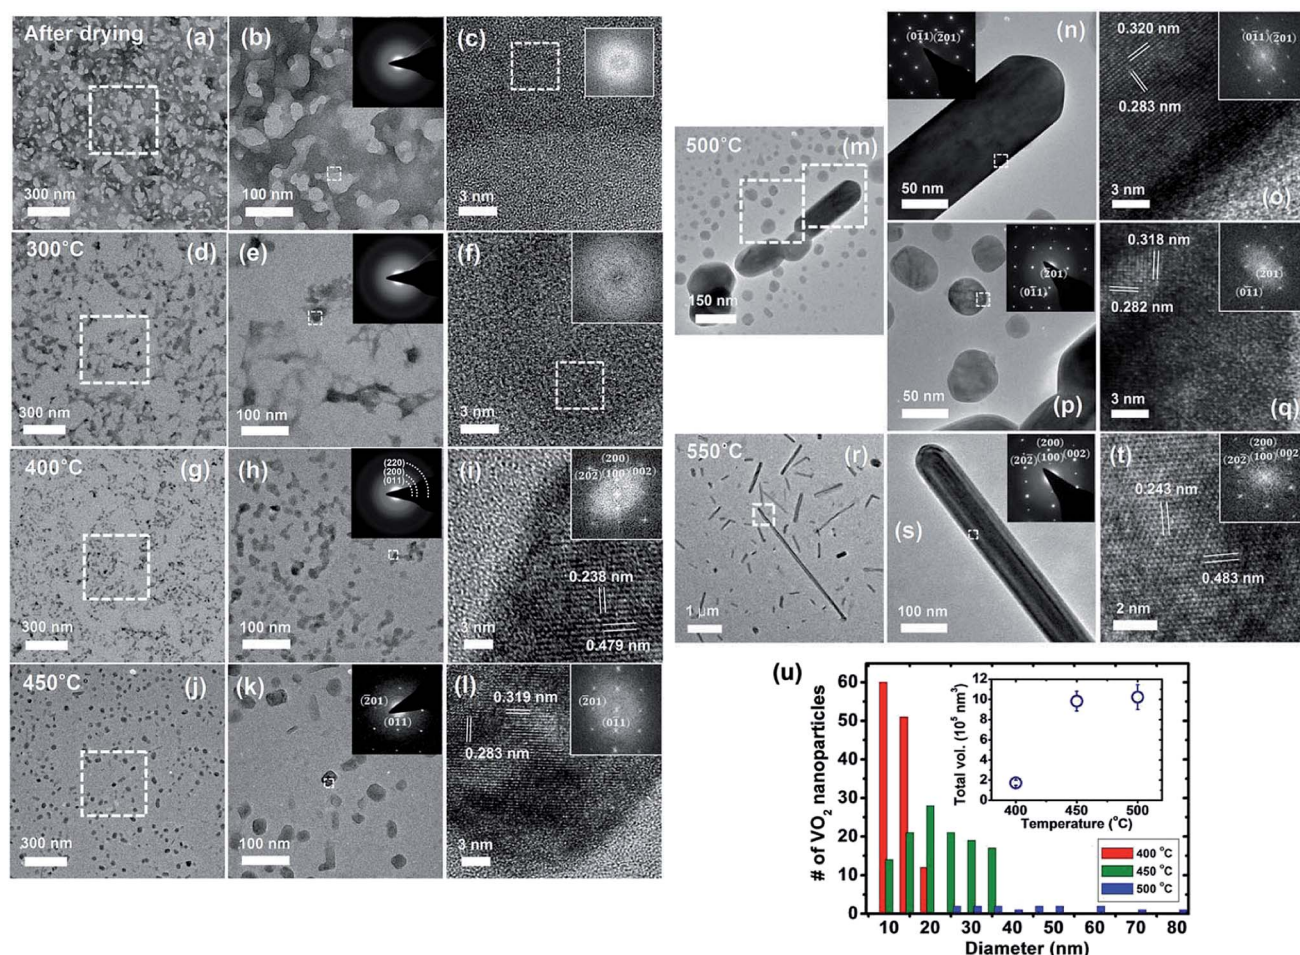 After drying
(a)
300 nm
(b)
100 nm
(c)
3 nm
300°C
(d)
300 nm
(e)
100 nm
(f)
3 nm
400°C
(g)
300 nm
(220)
(200)
(011)
(h)
100 nm
(i)
(200)
(202̄) (100) (002)
0.238 nm
0.479 nm
3 nm
450°C
(j)
300 nm
(k)
(2̄01)
(01̄1)
100 nm
(l)
0.319 nm
(2̄01)
(01̄1)
0.283 nm
3 nm
500°C
(m)
150 nm
(01̄1) (2̄01)
(n)
50 nm
0.320 nm
(01̄1) (2̄01)
0.283 nm
3 nm
(o)
(2̄01)
(01̄1)
50 nm
(p)
0.318 nm
(2̄01)
(01̄1)
0.282 nm
3 nm
(q)
550°C
(r)
1 μm
(200)
(202̄) (100) (002)
(s)
100 nm
(t)
(200)
(202̄) (100) (002)
0.243 nm
0.483 nm
2 nm
(u)
# of VO2 nanoparticles
60
50
40
30
20
10
0
Total vol. (10⁵ nm³)
12
10
8
6
4
2
0
400 450 500
Temperature (°C)
400 °C
450 °C
500 °C
10 20 30 40 50 60 70 80
Diameter (nm)